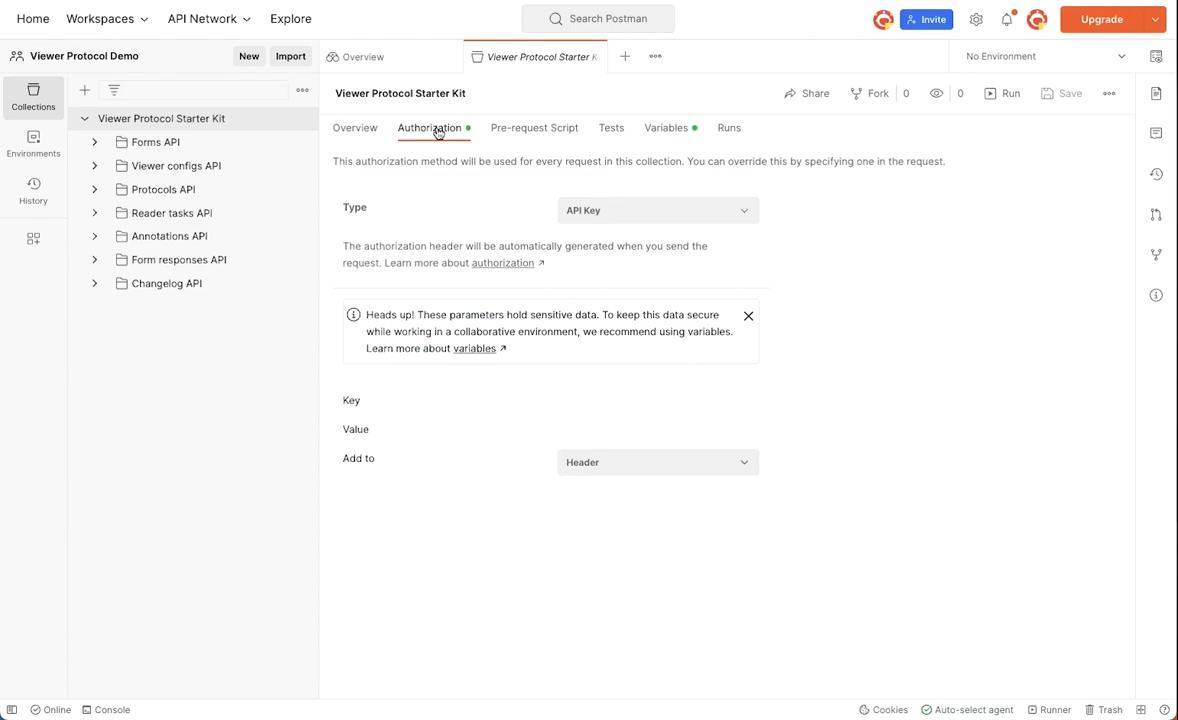 Home Workspaces API Network Explore Search Postman Invite Upgrade
Viewer Protocol Demo New Import Overview Viewer Protocol Starter K No Environment
Collections
Environments
History
Viewer Protocol Starter Kit
Forms API
Viewer configs API
Protocols API
Reader tasks API
Annotations API
Form responses API
Changelog API
Viewer Protocol Starter Kit Share Fork 0 0 Run Save
Overview Authorization Pre-request Script Tests Variables Runs
This authorization method will be used for every request in this collection. You can override this by specifying one in the request.
Type API Key
The authorization header will be automatically generated when you send the
request. Learn more about authorization ↗
Heads up! These parameters hold sensitive data. To keep this data secure
while working in a collaborative environment, we recommend using variables.
Learn more about variables ↗
Key
Value
Add to Header
Online Console Cookies Auto-select agent Runner Trash